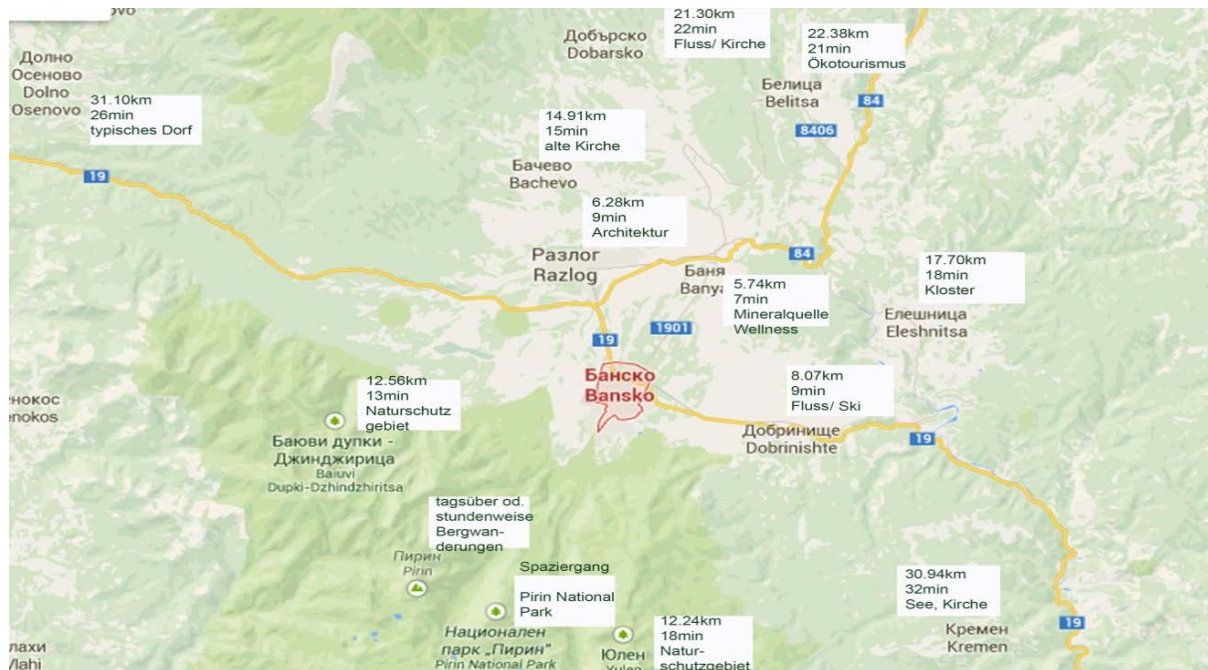 21.30km
22min
Fluss/ Kirche
22.38km
21min
Ökotourismus
Добърско
Dobarsko
Долно
Осеново
Dolno
Osenovo
31.10km
26min
typisches Dorf
Белица
Belitsa
84
8406
14.91km
15min
alte Kirche
Бачево
Bachevo
19
6.28km
9min
Architektur
Разлог
Razlog
Баня
Banya
84
5.74km
7min
Mineralquelle
Wellness
17.70km
18min
Kloster
Елешница
Eleshnitsa
1901
19
Банско
Bansko
8.07km
9min
Fluss/ Ski
Добринище
Dobrinishte
19
12.56km
13min
Naturschutz
gebiet
Баюви дупки -
Джинджирица
Baiuvi
Dupki-Dzhindzhiritsa
tagsüber od.
stundenweise
Bergwan-
derungen
Пирин
Pirin
Spaziergang
Pirin National
Park
Национален
парк „Пирин"
Pirin National Park
12.24km
18min
Natur-
schutzgebiet
Юлен
Yulen
30.94km
32min
See, Kirche
Кремен
Kremen
19